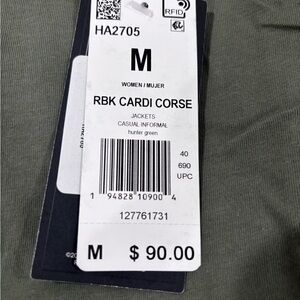 HA2705
RFID
M
WOMEN / MUJER
RBK CARDI CORSE
JACKETS
CASUAL INFORMAL
hunter green
40
690
UPC
1 94828 10900 4
127761731
M $ 90.00